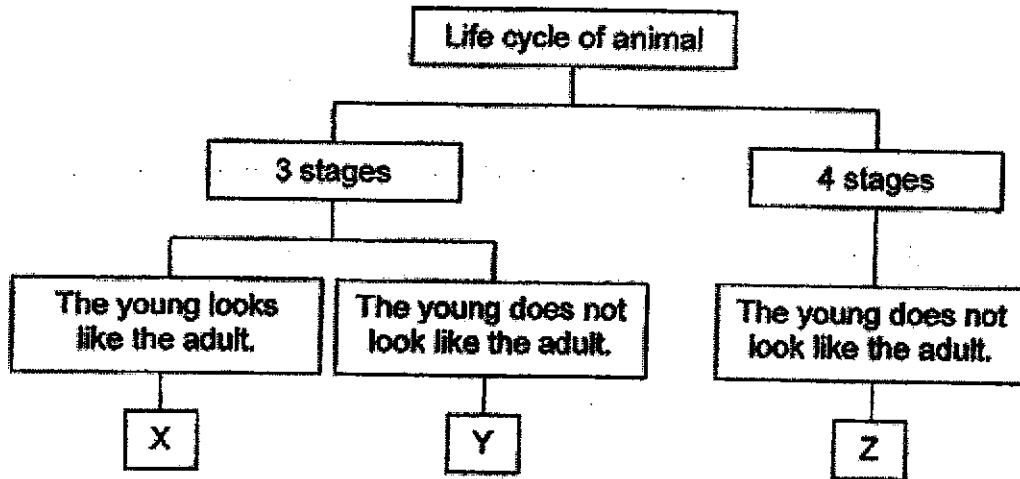 Life cycle of animal
3 stages
4 stages
The young looks
like the adult.
The young does not
look like the adult.
The young does not
look like the adult.
X
Y
Z